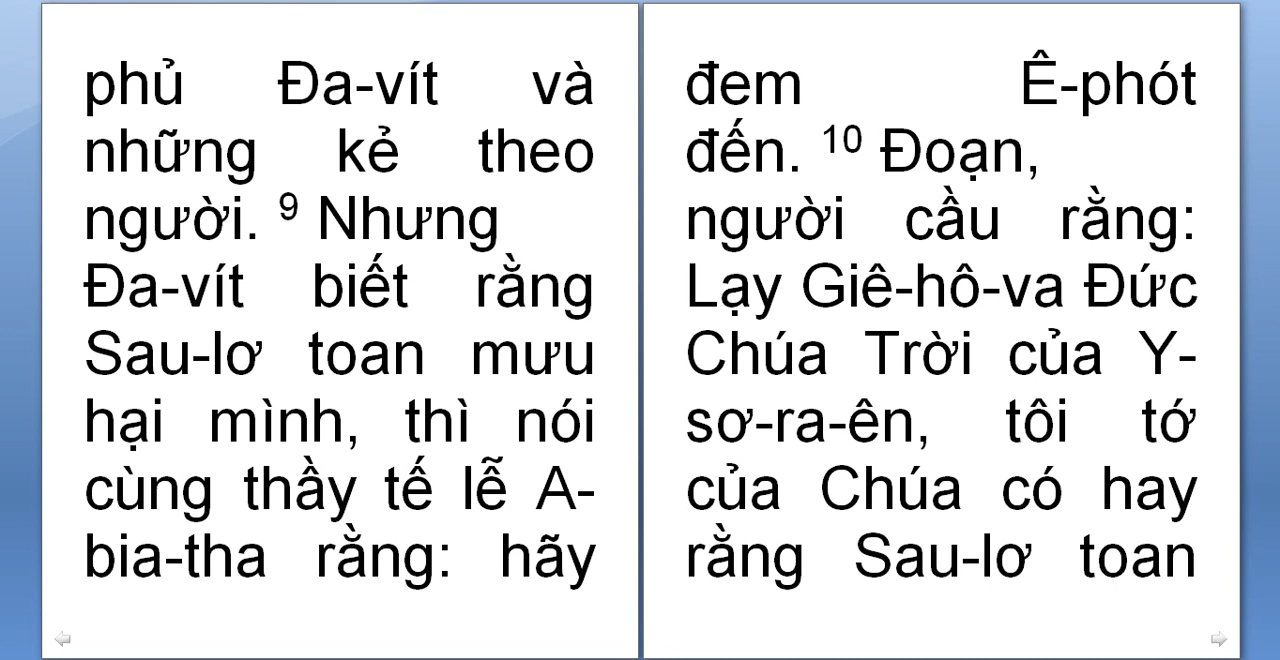 phủ Đa-vít và
những kẻ theo
người. 9 Nhưng
Đa-vít biết rằng
Sau-lơ toan mưu
hại mình, thì nói
cùng thầy tế lễ A-
bia-tha rằng: hãy
đem Ê-phót
đến. 10 Đoạn,
người cầu rằng:
Lạy Giê-hô-va Đức
Chúa Trời của Y-
sơ-ra-ên, tôi tớ
của Chúa có hay
rằng Sau-lơ toan